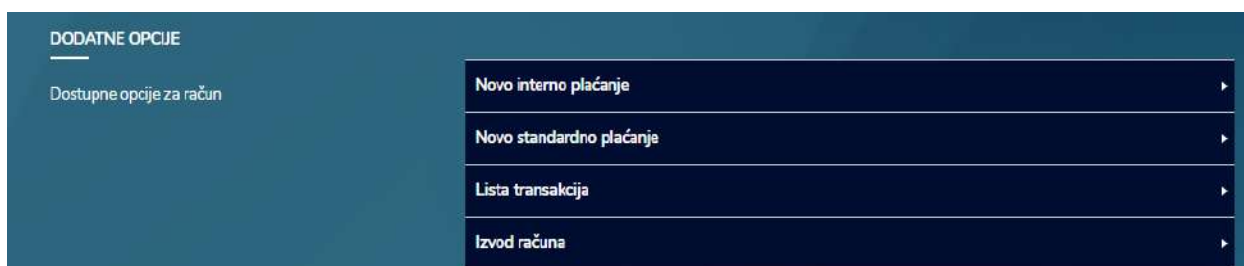 DODATNE OPCIJE
Dostupne opcije za račun
Novo interno plaćanje
Novo standardno plaćanje
Lista transakcija
Izvod računa